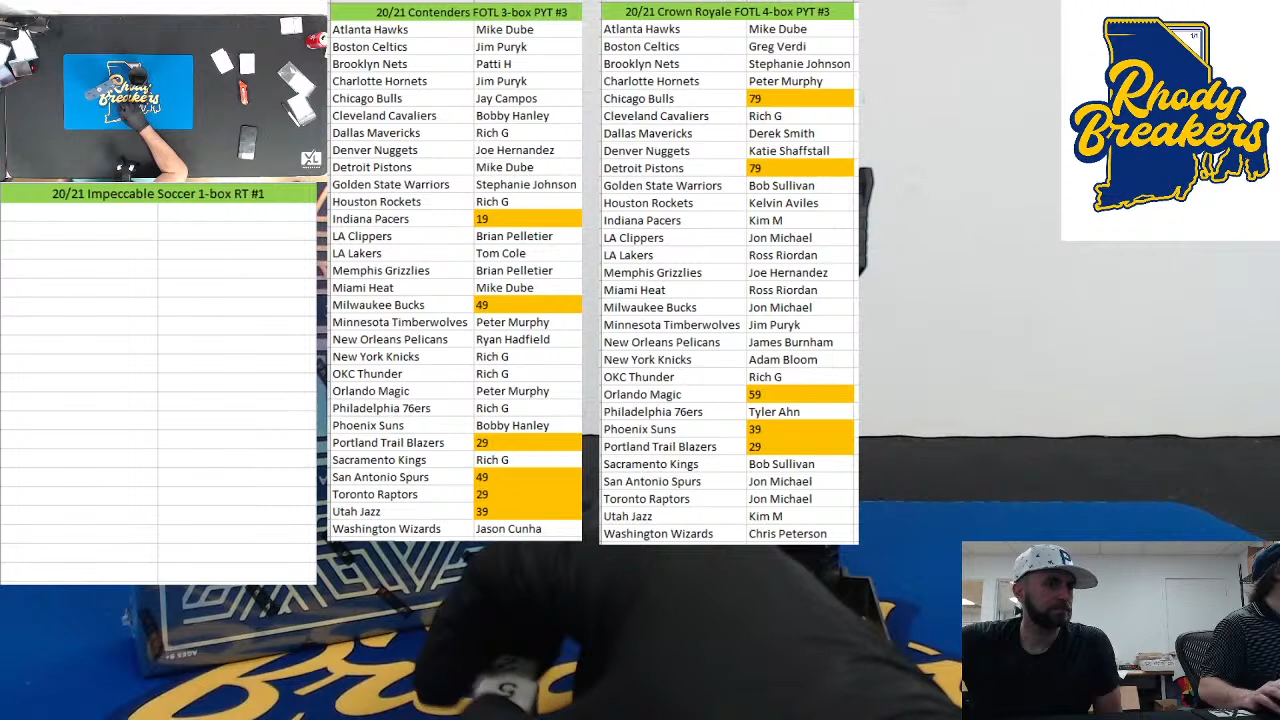 20/21 Impeccable Soccer 1-box RT #1
20/21 Contenders FOTL 3-box PYT #3
Atlanta Hawks Mike Dube
Boston Celtics Jim Puryk
Brooklyn Nets Patti H
Charlotte Hornets Jim Puryk
Chicago Bulls Jay Campos
Cleveland Cavaliers Bobby Hanley
Dallas Mavericks Rich G
Denver Nuggets Joe Hernandez
Detroit Pistons Mike Dube
Golden State Warriors Stephanie Johnson
Houston Rockets Rich G
Indiana Pacers 19
LA Clippers Brian Pelletier
LA Lakers Tom Cole
Memphis Grizzlies Brian Pelletier
Miami Heat Mike Dube
Milwaukee Bucks 49
Minnesota Timberwolves Peter Murphy
New Orleans Pelicans Ryan Hadfield
New York Knicks Rich G
OKC Thunder Rich G
Orlando Magic Peter Murphy
Philadelphia 76ers Rich G
Phoenix Suns Bobby Hanley
Portland Trail Blazers 29
Sacramento Kings Rich G
San Antonio Spurs 49
Toronto Raptors 29
Utah Jazz 39
Washington Wizards Jason Cunha
20/21 Crown Royale FOTL 4-box PYT #3
Atlanta Hawks Mike Dube
Boston Celtics Greg Verdi
Brooklyn Nets Stephanie Johnson
Charlotte Hornets Peter Murphy
Chicago Bulls 79
Cleveland Cavaliers Rich G
Dallas Mavericks Derek Smith
Denver Nuggets Katie Shaffstall
Detroit Pistons 79
Golden State Warriors Bob Sullivan
Houston Rockets Kelvin Aviles
Indiana Pacers Kim M
LA Clippers Jon Michael
LA Lakers Ross Riordan
Memphis Grizzlies Joe Hernandez
Miami Heat Ross Riordan
Milwaukee Bucks Jon Michael
Minnesota Timberwolves Jim Puryk
New Orleans Pelicans James Burnham
New York Knicks Adam Bloom
OKC Thunder Rich G
Orlando Magic 59
Philadelphia 76ers Tyler Ahn
Phoenix Suns 39
Portland Trail Blazers 29
Sacramento Kings Bob Sullivan
San Antonio Spurs Jon Michael
Toronto Raptors Jon Michael
Utah Jazz Kim M
Washington Wizards Chris Peterson
1/1
Rhody
Breakers
XL
AGES 9+